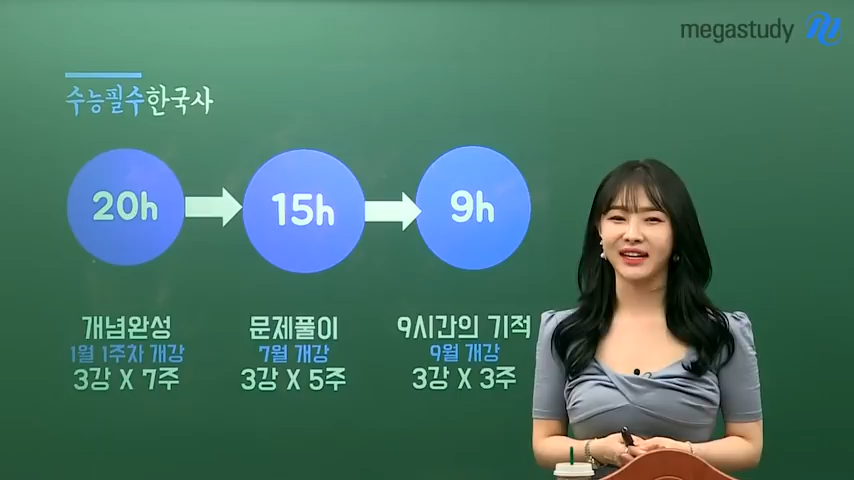 megastudy
수능필수한국사
20h
15h
9h
개념완성
1월 1주차 개강
3강 X 7주
문제풀이
7월 개강
3강 X 5주
9시간의 기적
9월 개강
3강 X 3주